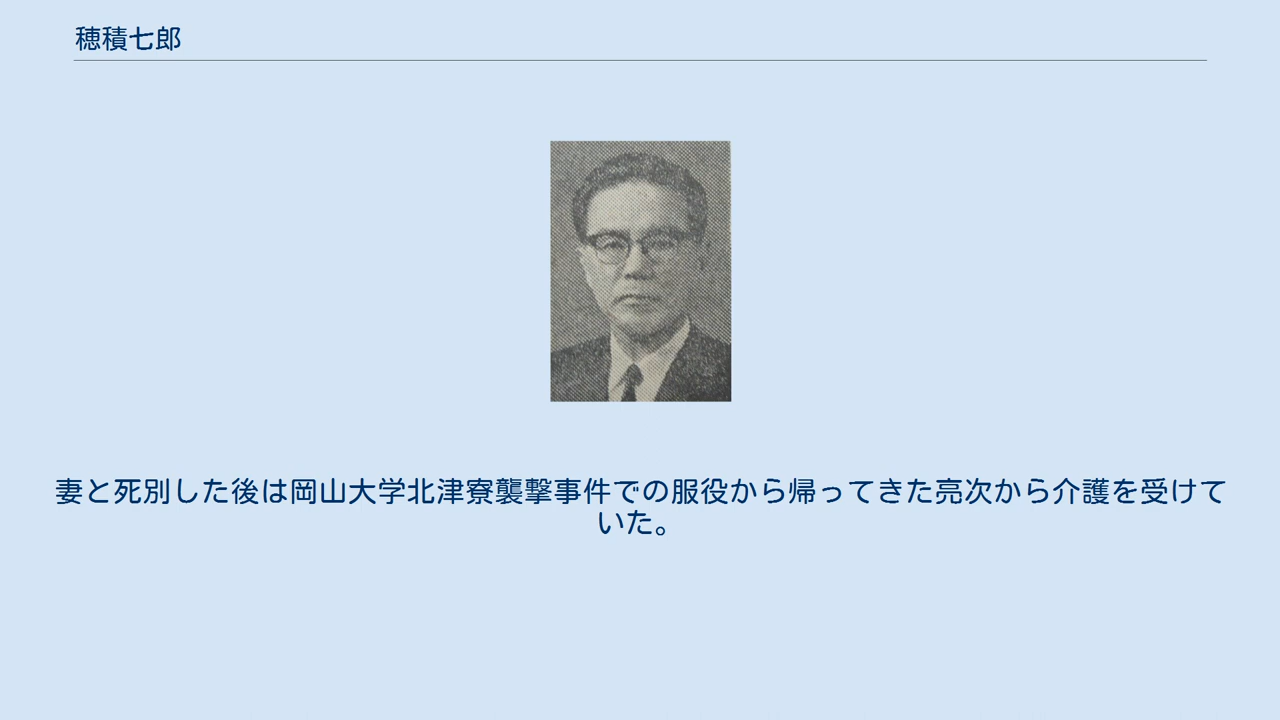 穂積七郎
妻と死別した後は岡山大学北津寮襲撃事件での服役から帰ってきた亮次から介護を受けて
いた。